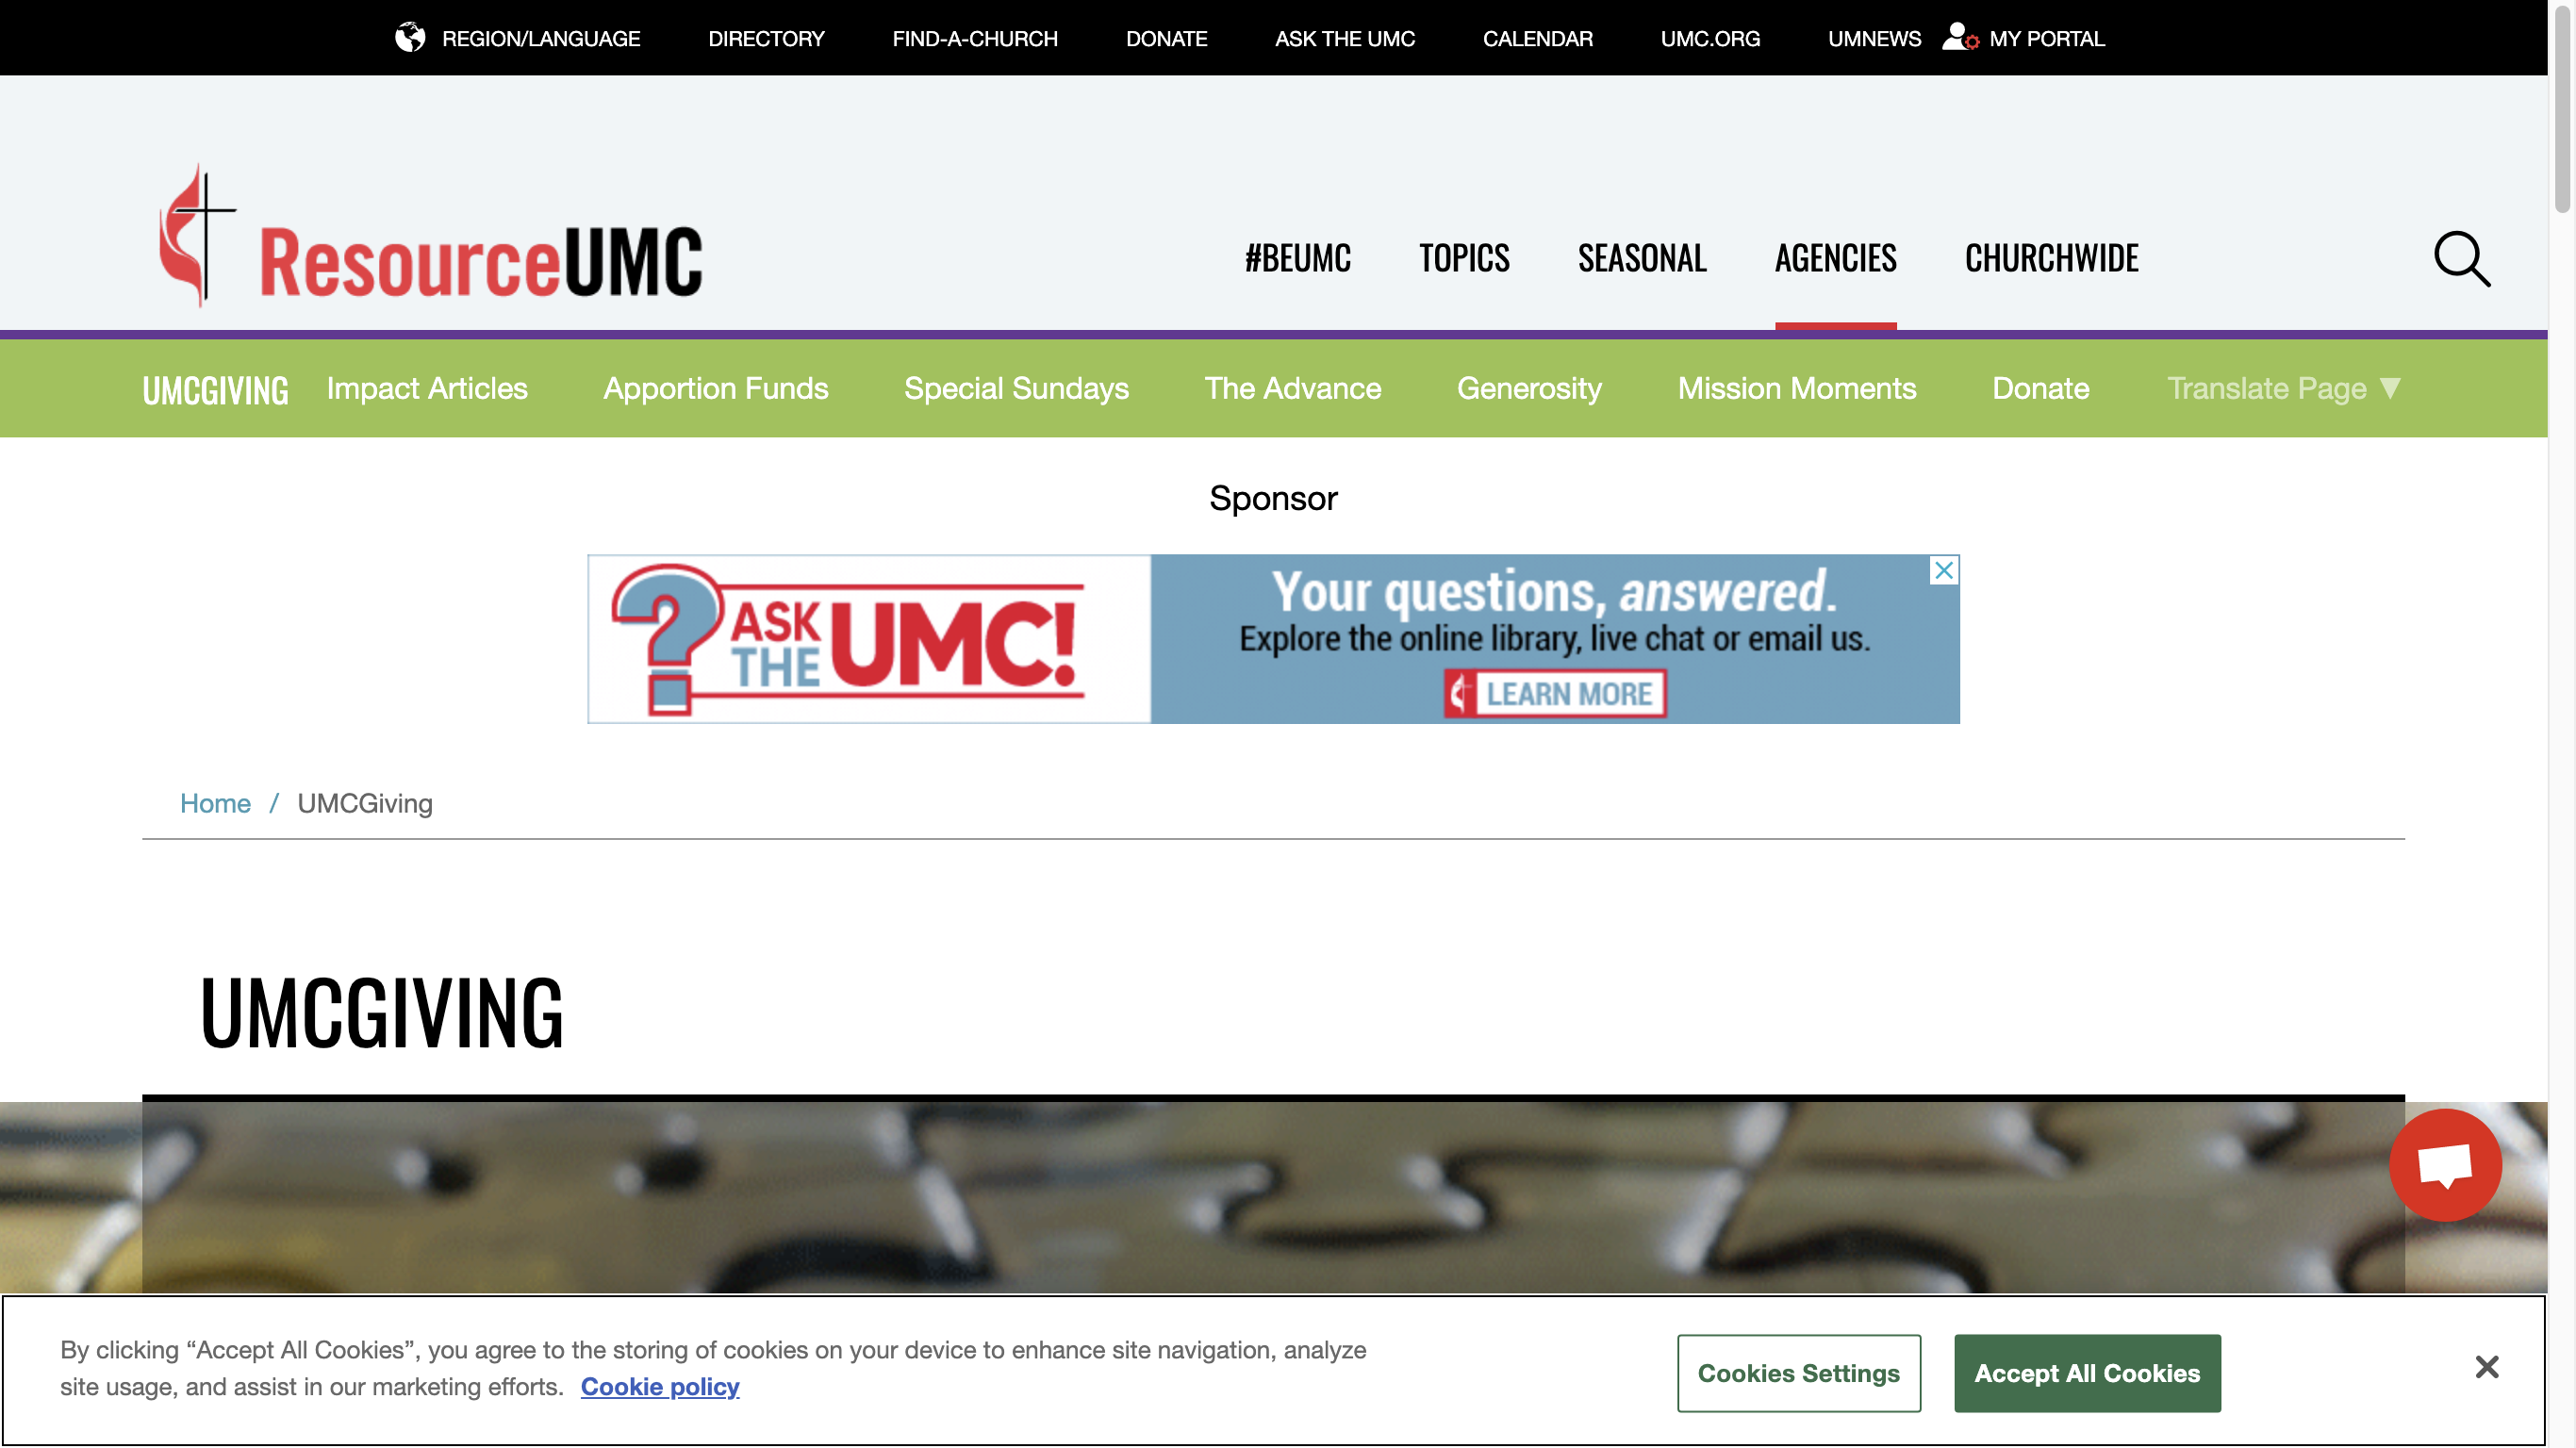 REGION/LANGUAGE DIRECTORY FIND-A-CHURCH DONATE ASK THE UMC CALENDAR UMC.ORG UMNEWS MY PORTAL
ResourceUMC #BEUMC TOPICS SEASONAL AGENCIES CHURCHWIDE
UMCGIVING Impact Articles Apportion Funds Special Sundays The Advance Generosity Mission Moments Donate Translate Page ▼
Sponsor
? ASK THE UMC!
Your questions, answered.
Explore the online library, live chat or email us.
LEARN MORE
Home / UMCGiving
UMCGIVING
By clicking “Accept All Cookies”, you agree to the storing of cookies on your device to enhance site navigation, analyze
site usage, and assist in our marketing efforts. Cookie policy
Cookies Settings Accept All Cookies